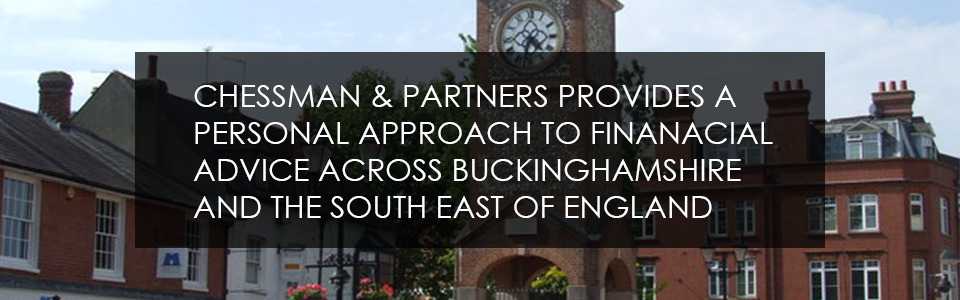 CHESSMAN & PARTNERS PROVIDES A
PERSONAL APPROACH TO FINANACIAL
ADVICE ACROSS BUCKINGHAMSHIRE
AND THE SOUTH EAST OF ENGLAND